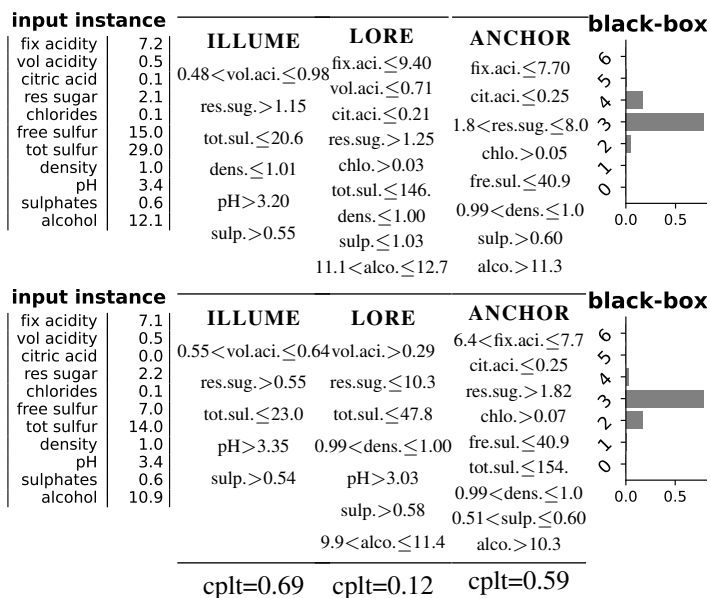 input instance
fix acidity 7.2
vol acidity 0.5
citric acid 0.1
res sugar 2.1
chlorides 0.1
free sulfur 15.0
tot sulfur 29.0
density 1.0
pH 3.4
sulphates 0.6
alcohol 12.1
ILLUME
0.48<vol.aci.≤0.98
res.sug.>1.15
tot.sul.≤20.6
dens.≤1.01
pH>3.20
sulp.>0.55
LORE
fix.aci.≤9.40
vol.aci.≤0.71
cit.aci.≤0.21
res.sug.>1.25
chlo.>0.03
tot.sul.≤146.
dens.≤1.00
sulp.≤1.03
11.1<alco.≤12.7
ANCHOR
fix.aci.≤7.70
cit.aci.≤0.25
1.8<res.sug.≤8.0
chlo.>0.05
fre.sul.≤40.9
0.99<dens.≤1.0
sulp.>0.60
alco.>11.3
black-box
6
5
4
3
2
1
0
0.0 0.5
input instance
fix acidity 7.1
vol acidity 0.5
citric acid 0.0
res sugar 2.2
chlorides 0.1
free sulfur 7.0
tot sulfur 14.0
density 1.0
pH 3.4
sulphates 0.6
alcohol 10.9
ILLUME
0.55<vol.aci.≤0.64
res.sug.>0.55
tot.sul.≤23.0
pH>3.35
sulp.>0.54
cplt=0.69
LORE
vol.aci.>0.29
res.sug.≤10.3
tot.sul.≤47.8
0.99<dens.≤1.00
pH>3.03
sulp.>0.58
9.9<alco.≤11.4
cplt=0.12
ANCHOR
6.4<fix.aci.≤7.7
cit.aci.≤0.25
res.sug.>1.82
chlo.>0.07
fre.sul.≤40.9
tot.sul.≤154.
0.99<dens.≤1.0
0.51<sulp.≤0.60
alco.>10.3
cplt=0.59
black-box
6
5
4
3
2
1
0
0.0 0.5